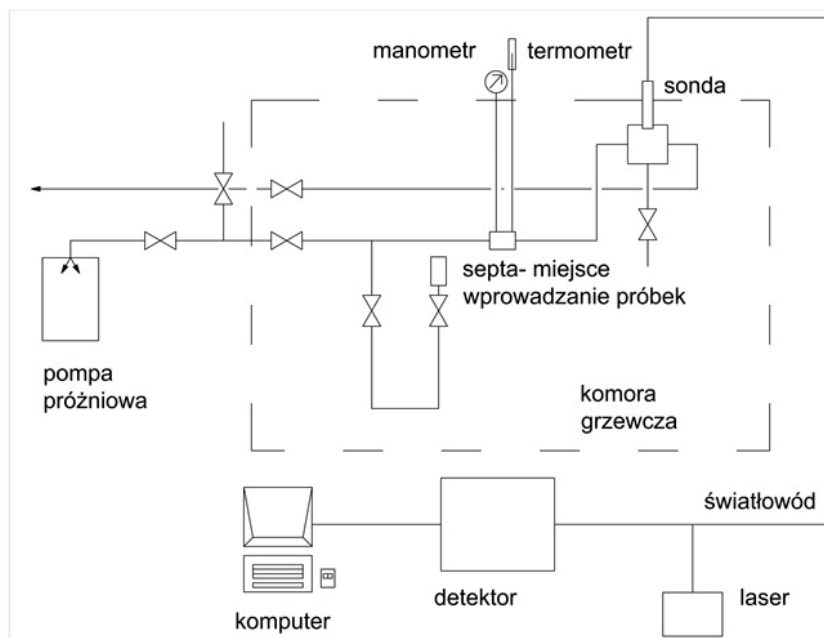 manometr
termometr
sonda
septa- miejsce
wprowadzanie próbek
pompa
próżniowa
komora
grzewcza
światłowód
komputer
detektor
laser